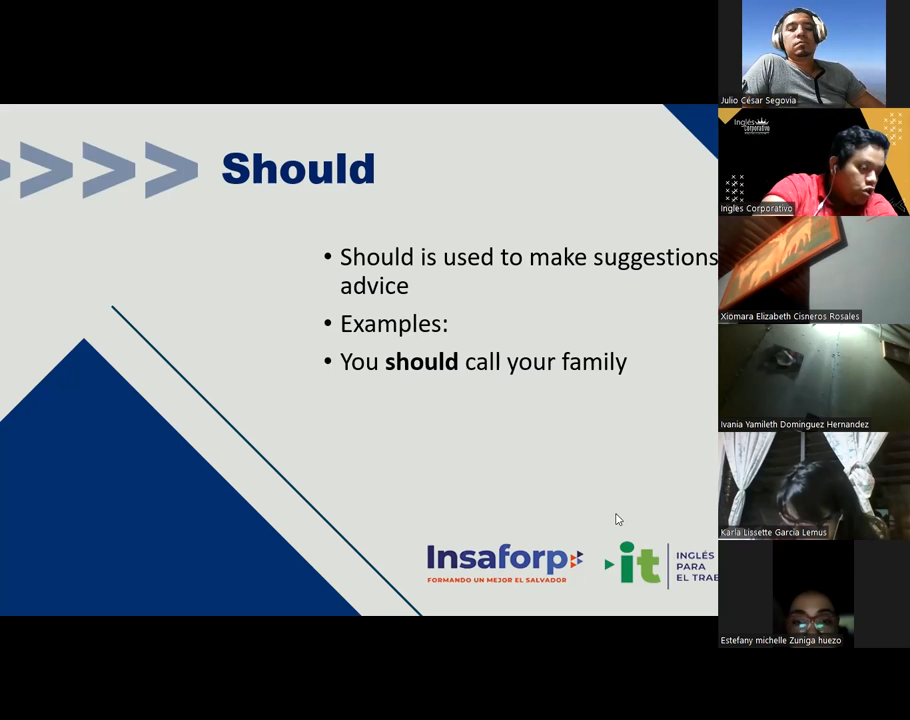 >>>> Should
• Should is used to make suggestions
advice
• Examples:
• You should call your family
Insaforp
FORMANDO UN MEJOR EL SALVADOR
it
INGLÉS
PARA
EL
Julio César Segovia
Inglés
Corporativo
Ingles Corporativo
Xiomara Elizabeth Cisneros Rosales
Ivania Yamileth Dominguez Hernandez
Karla Lissette Garcia Lemus
Estefany michelle Zuniga huezo